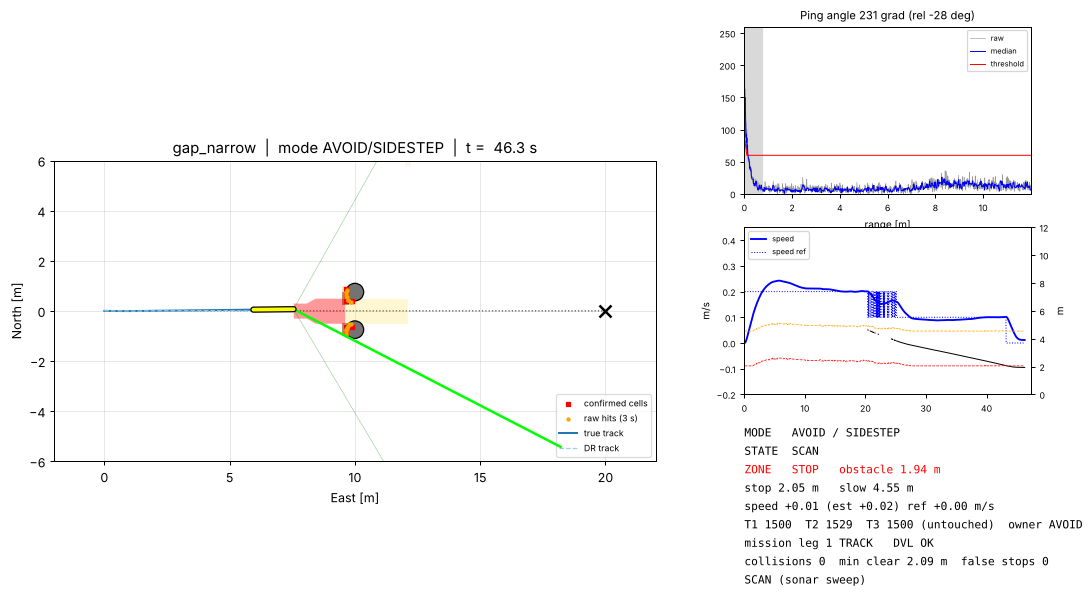 gap_narrow | mode AVOID/SIDESTEP | t = 46.3 s
6
4
2
0
−2
−4
−6
North [m]
0
5
10
15
20
East [m]
confirmed cells
raw hits (3 s)
true track
DR track
Ping angle 231 grad (rel -28 deg)
250
200
150
100
50
0
raw
median
threshold
0
2
4
6
8
10
range [m]
0.4
0.3
0.2
0.1
0.0
−0.1
−0.2
m/s
speed
speed ref
12
10
8
6
4
2
0
m
0
10
20
30
40
MODE AVOID / SIDESTEP
STATE SCAN
ZONE STOP obstacle 1.94 m
stop 2.05 m slow 4.55 m
speed +0.01 (est +0.02) ref +0.00 m/s
T1 1500 T2 1529 T3 1500 (untouched) owner AVOID
mission leg 1 TRACK DVL OK
collisions 0 min clear 2.09 m false stops 0
SCAN (sonar sweep)